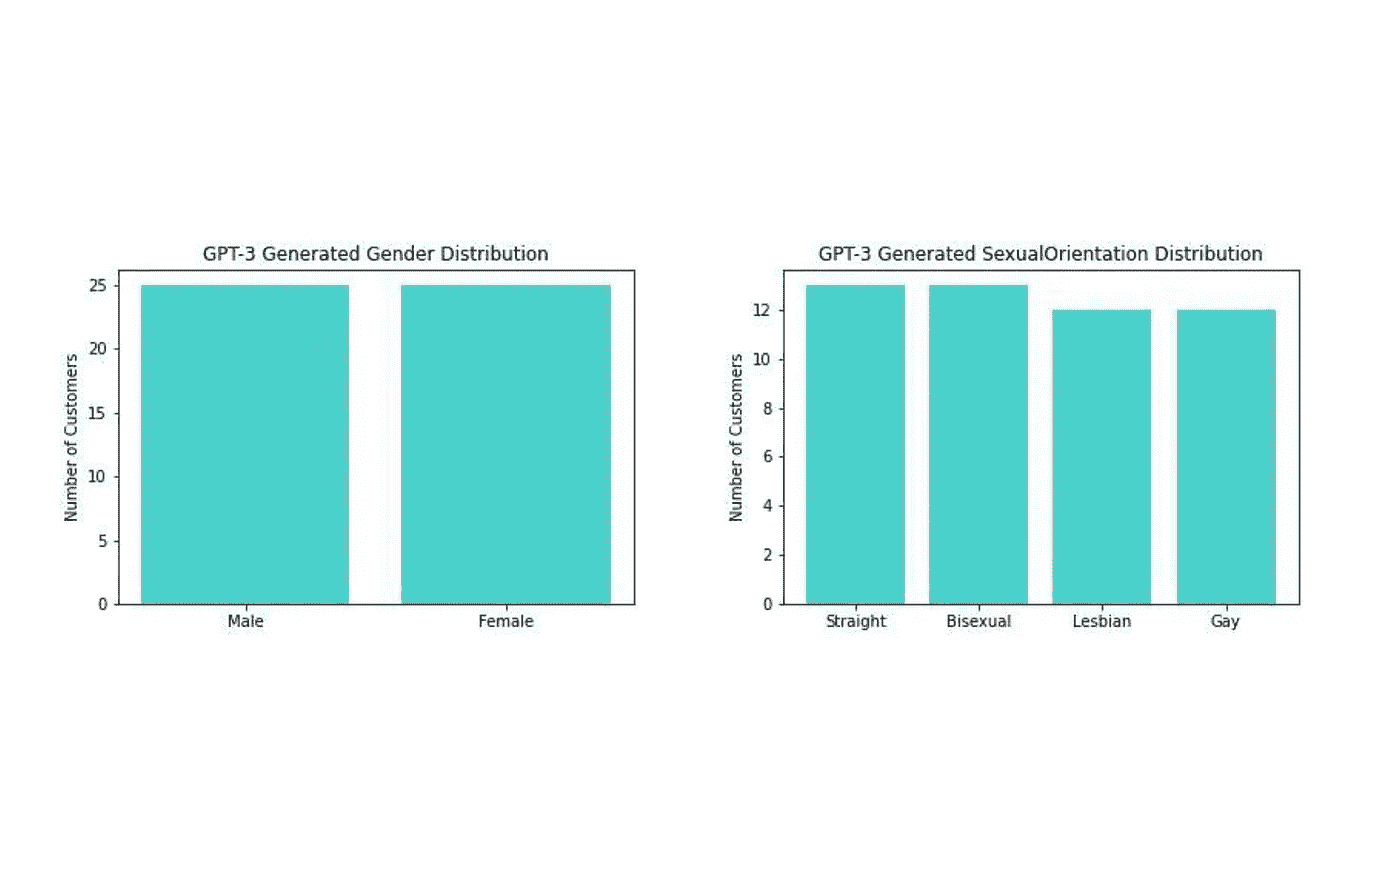 GPT-3 Generated Gender Distribution
25
20
15
10
5
0
Number of Customers
Male Female
GPT-3 Generated SexualOrientation Distribution
12
10
8
6
4
2
0
Number of Customers
Straight Bisexual Lesbian Gay